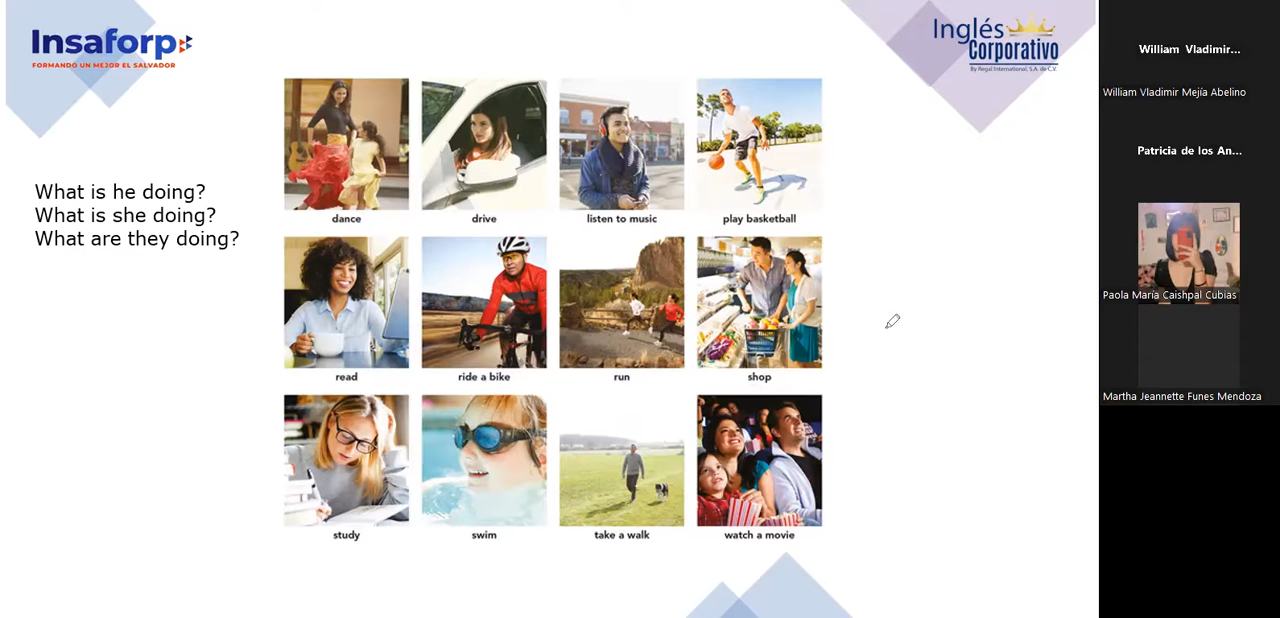 Insaforp
FORMANDO UN MEJOR EL SALVADOR
Inglés
Corporativo
By Regal International, S.A. de C.V.
What is he doing?
What is she doing?
What are they doing?
dance
drive
listen to music
play basketball
read
ride a bike
run
shop
study
swim
take a walk
watch a movie
William Vladimir...
William Vladimir Mejía Abelino
Patricia de los An...
Paola María Caishpal Cubias
Martha Jeannette Funes Mendoza